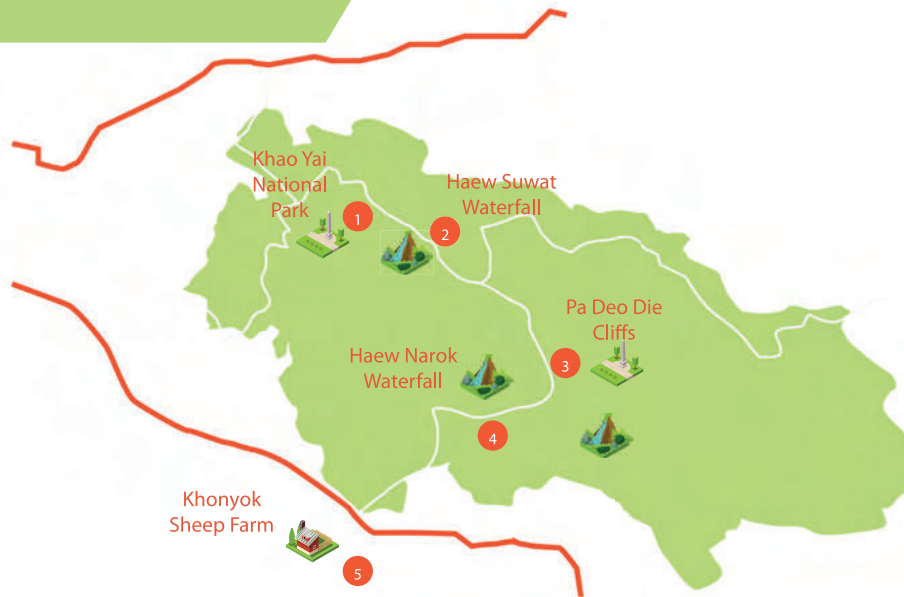 Khao Yai
National
Park
1
Haew Suwat
Waterfall
2
Pa Deo Die
Cliffs
3
Haew Narok
Waterfall
4
Khonyok
Sheep Farm
5